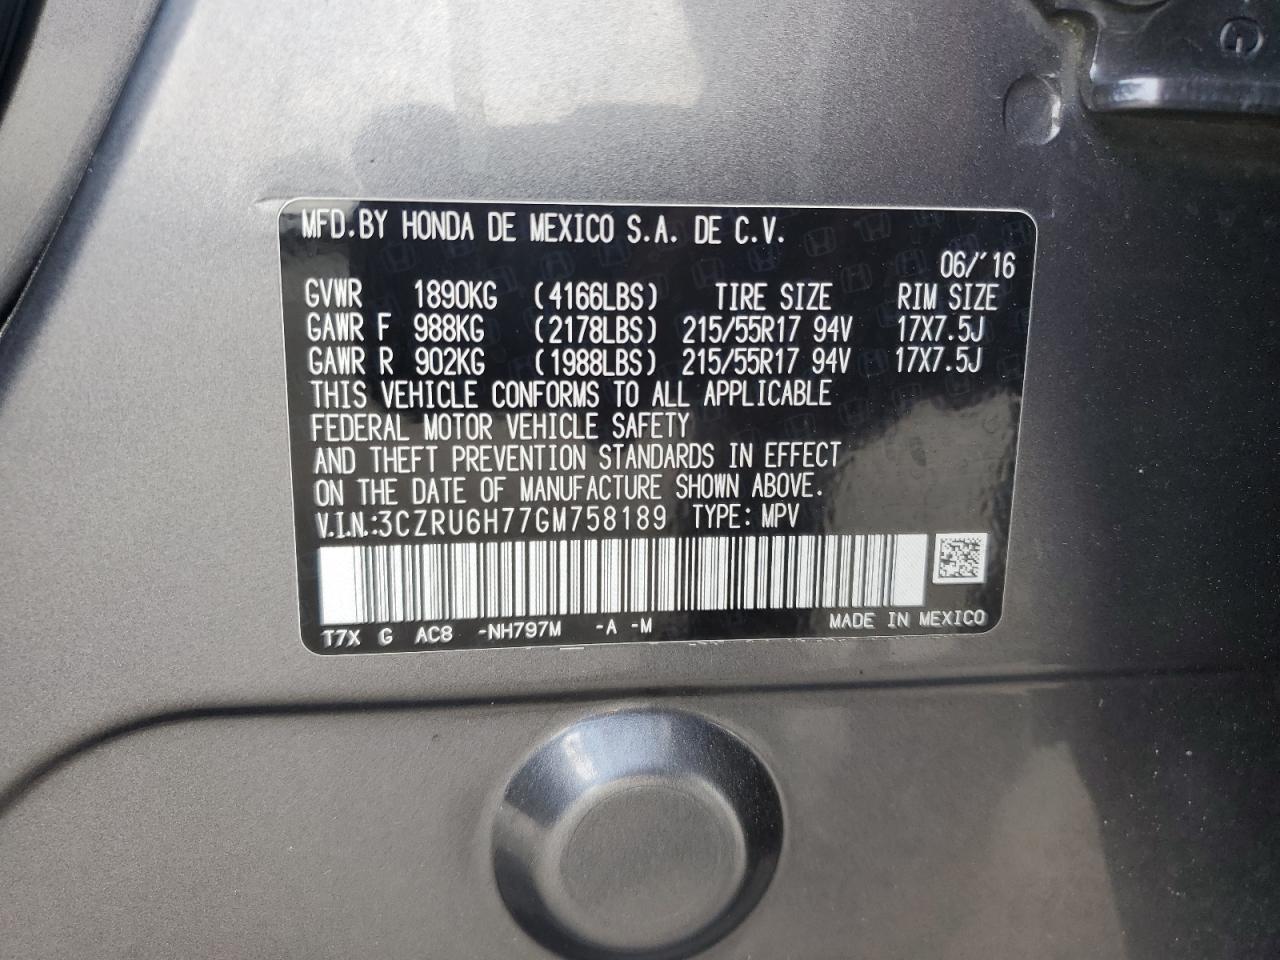 MFD.BY HONDA DE MEXICO S.A. DE C.V.
06/'16
GVWR 1890KG (4166LBS) TIRE SIZE RIM SIZE
GAWR F 988KG (2178LBS) 215/55R17 94V 17X7.5J
GAWR R 902KG (1988LBS) 215/55R17 94V 17X7.5J
THIS VEHICLE CONFORMS TO ALL APPLICABLE
FEDERAL MOTOR VEHICLE SAFETY
AND THEFT PREVENTION STANDARDS IN EFFECT
ON THE DATE OF MANUFACTURE SHOWN ABOVE.
V.I.N.:3CZRU6H77GM758189 TYPE: MPV
T7X G AC8 -NH797M -A -M MADE IN MEXICO